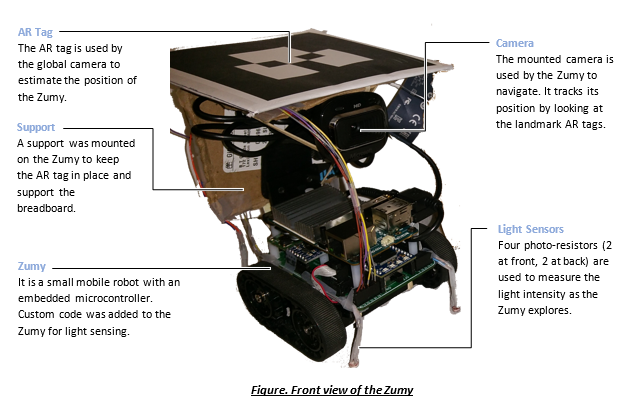 AR Tag
The AR tag is used by
the global camera to
estimate the position of
the Zumy.
Support
A support was mounted
on the Zumy to keep
the AR tag in place and
support the
breadboard.
Zumy
It is a small mobile robot with an
embedded microcontroller.
Custom code was added to the
Zumy for light sensing.
Camera
The mounted camera is
used by the Zumy to
navigate. It tracks its
position by looking at
the landmark AR tags.
Light Sensors
Four photo-resistors (2
at front, 2 at back) are
used to measure the
light intensity as the
Zumy explores.
Figure. Front view of the Zumy